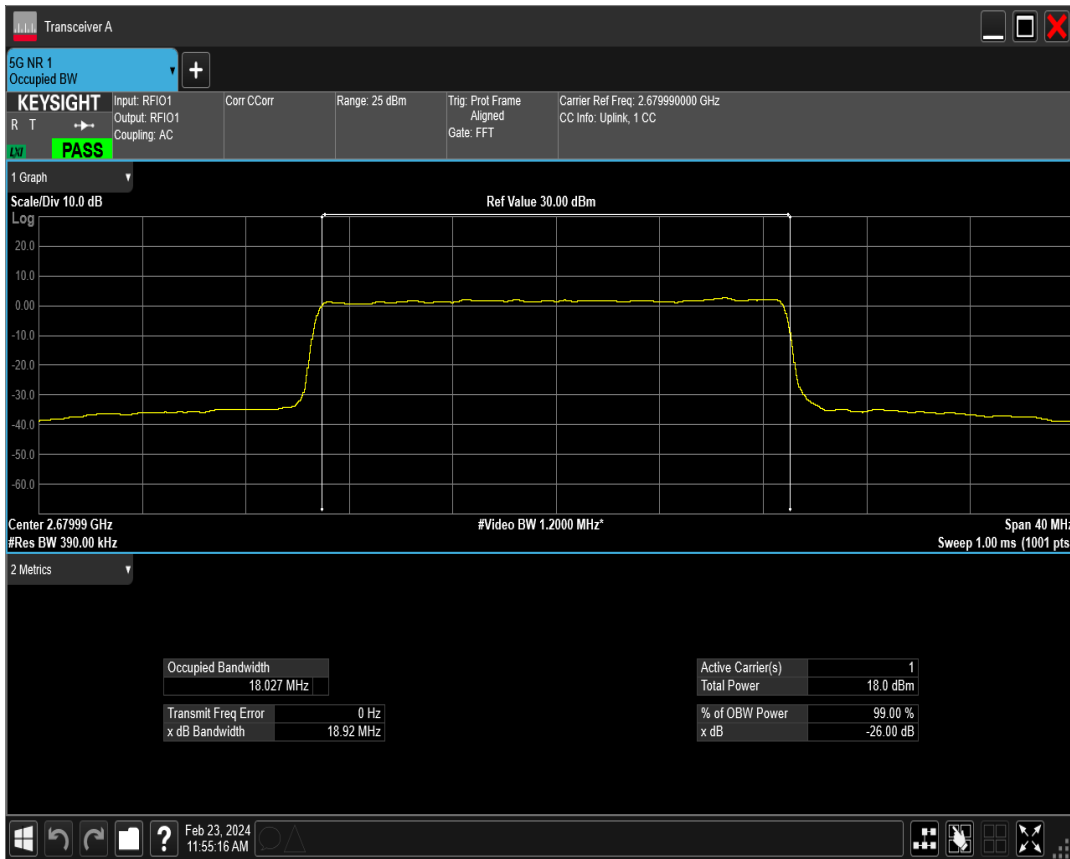 Transceiver A
5G NR 1
Occupied BW
KEYSIGHT
R T
LXI
PASS
Input: RFIO1
Output: RFIO1
Coupling: AC
Corr CCorr
Range: 25 dBm
Trig: Prot Frame
Aligned
Gate: FFT
Carrier Ref Freq: 2.679990000 GHz
CC Info: Uplink, 1 CC
1 Graph
Scale/Div 10.0 dB
Ref Value 30.00 dBm
Log
20.0
10.0
0.00
-10.0
-20.0
-30.0
-40.0
-50.0
-60.0
Center 2.67999 GHz
#Video BW 1.2000 MHz*
Span 40 MHz
#Res BW 390.00 kHz
Sweep 1.00 ms (1001 pts
2 Metrics
Occupied Bandwidth
18.027 MHz
Transmit Freq Error 0 Hz
x dB Bandwidth 18.92 MHz
Active Carrier(s) 1
Total Power 18.0 dBm
% of OBW Power 99.00 %
x dB -26.00 dB
?
Feb 23, 2024
11:55:16 AM